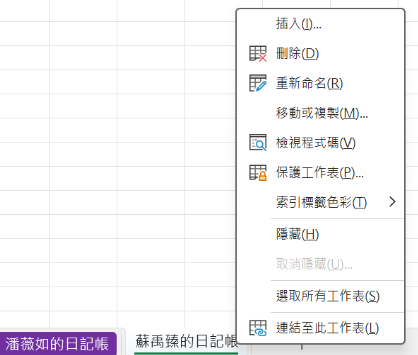 插入(I)...
刪除(D)
重新命名(R)
移動或複製(M)...
檢視程式碼(V)
保護工作表(P)...
索引標籤色彩(T)
隱藏(H)
取消隱藏(U)...
選取所有工作表(S)
連結至此工作表(L)
潘薇如的日記帳 蘇禹臻的日記帳